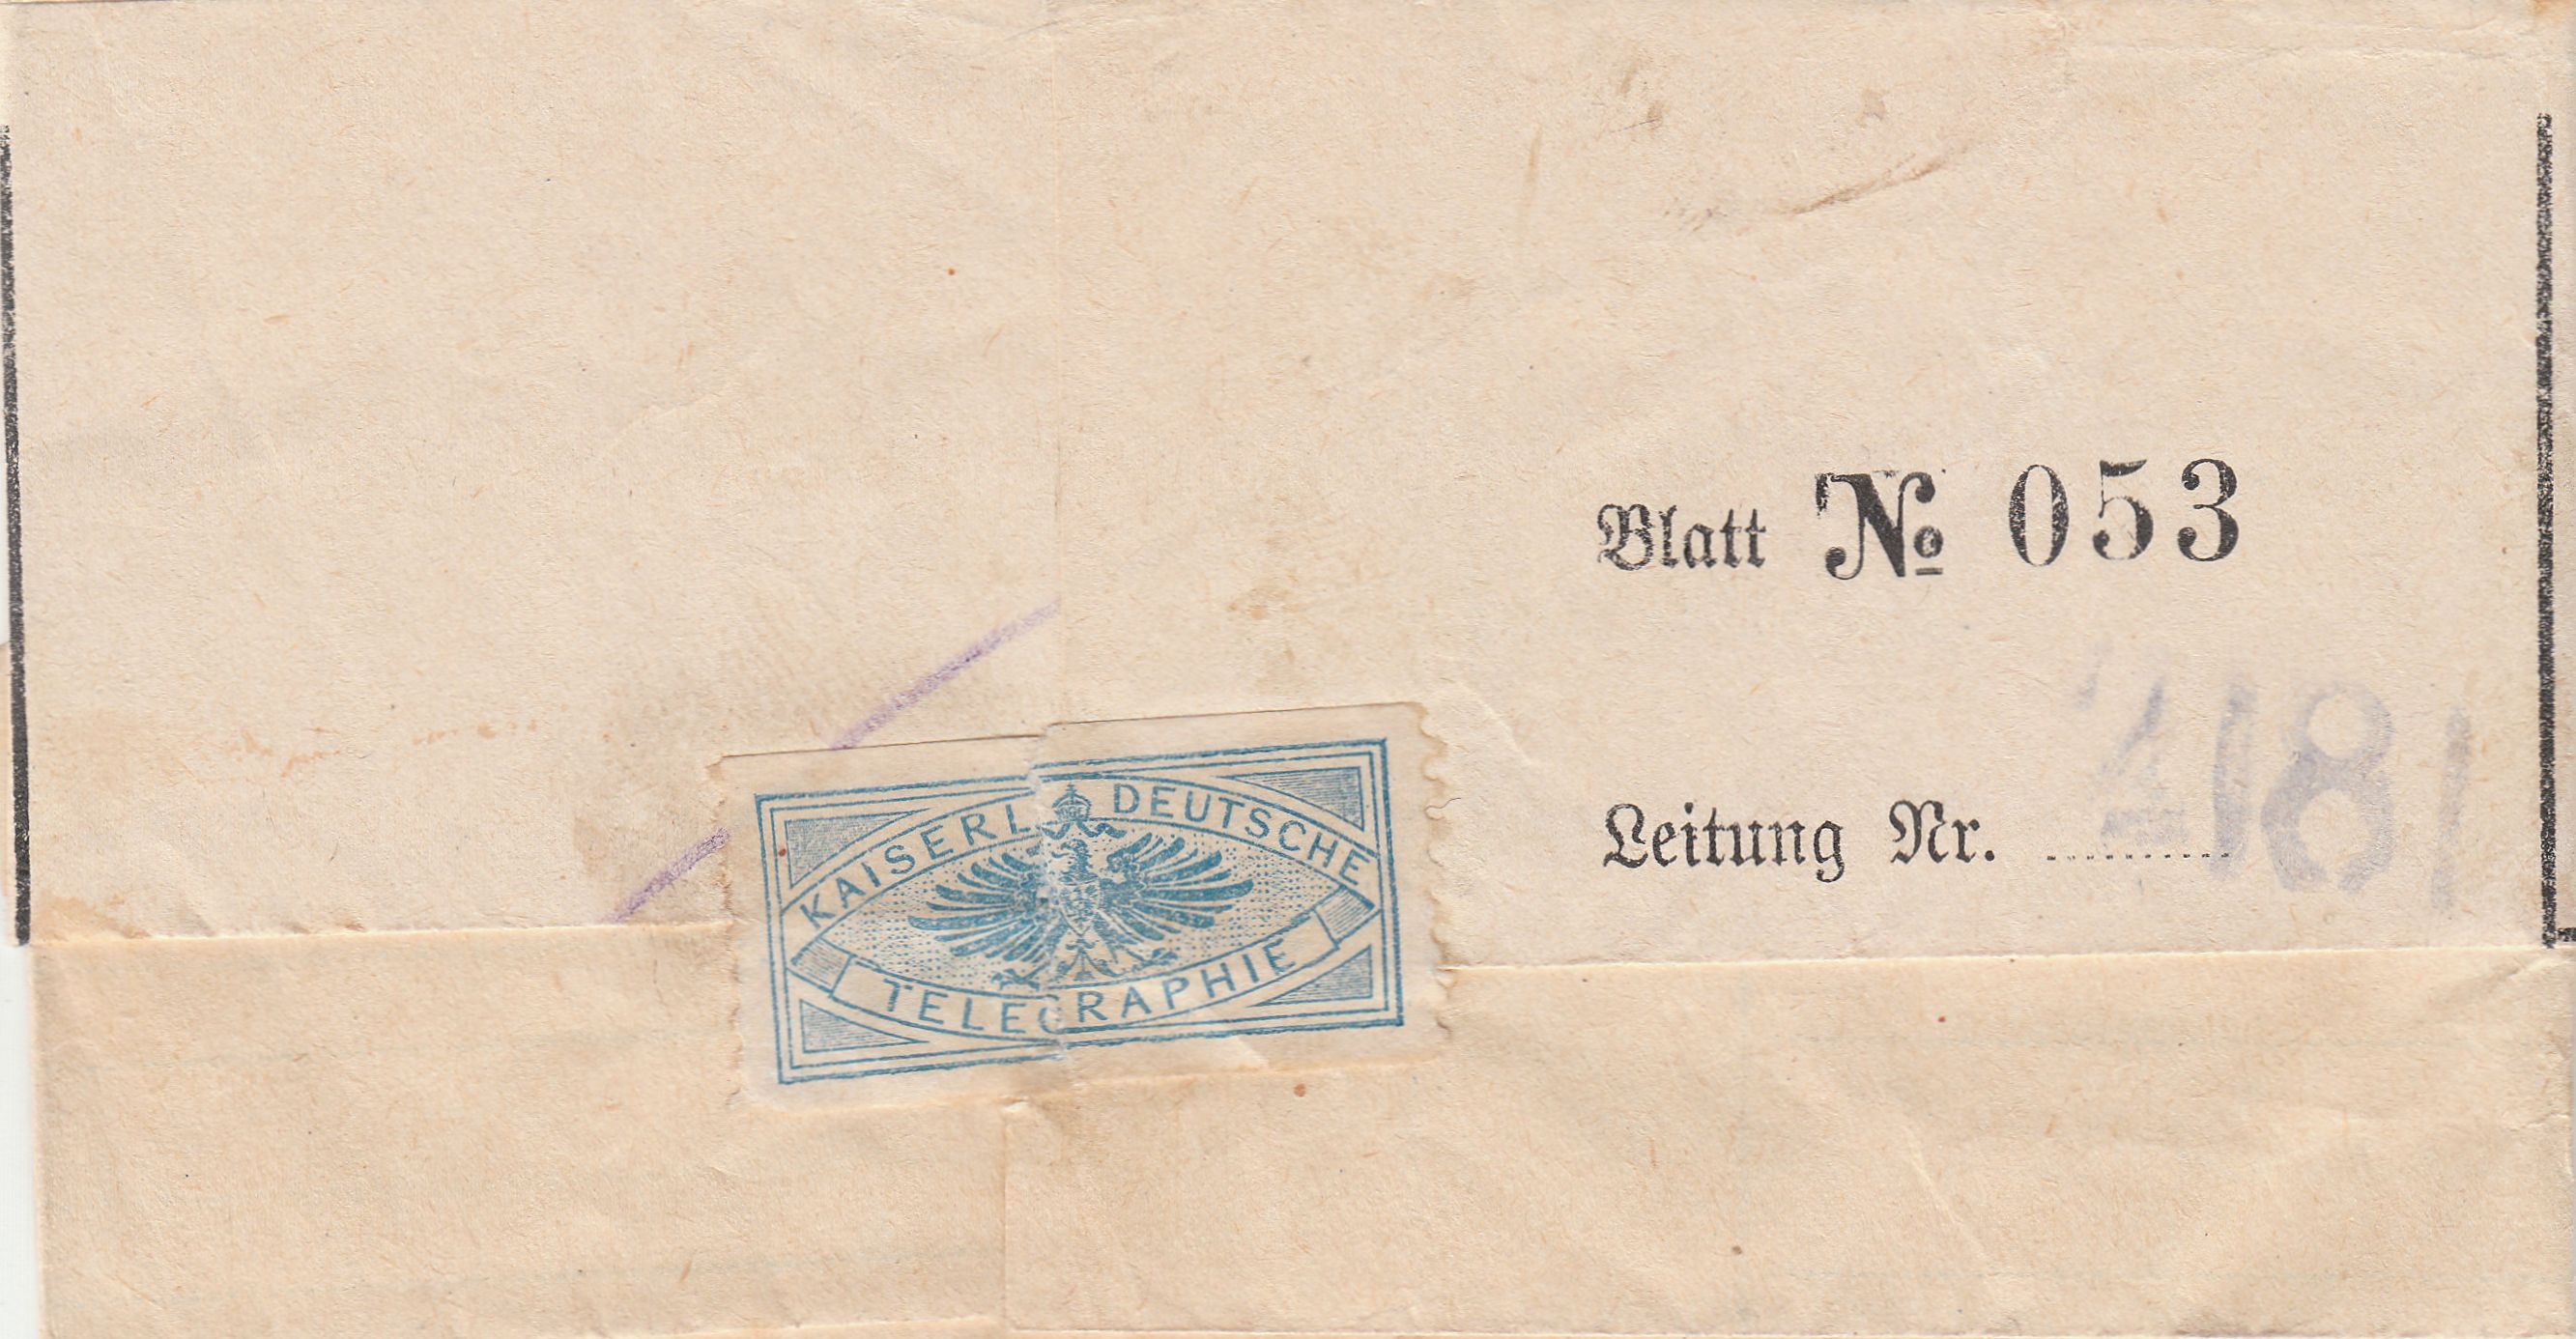 Blatt № 053
Leitung Nr. ............
KAISERL. DEUTSCHE
TELEGRAPHIE